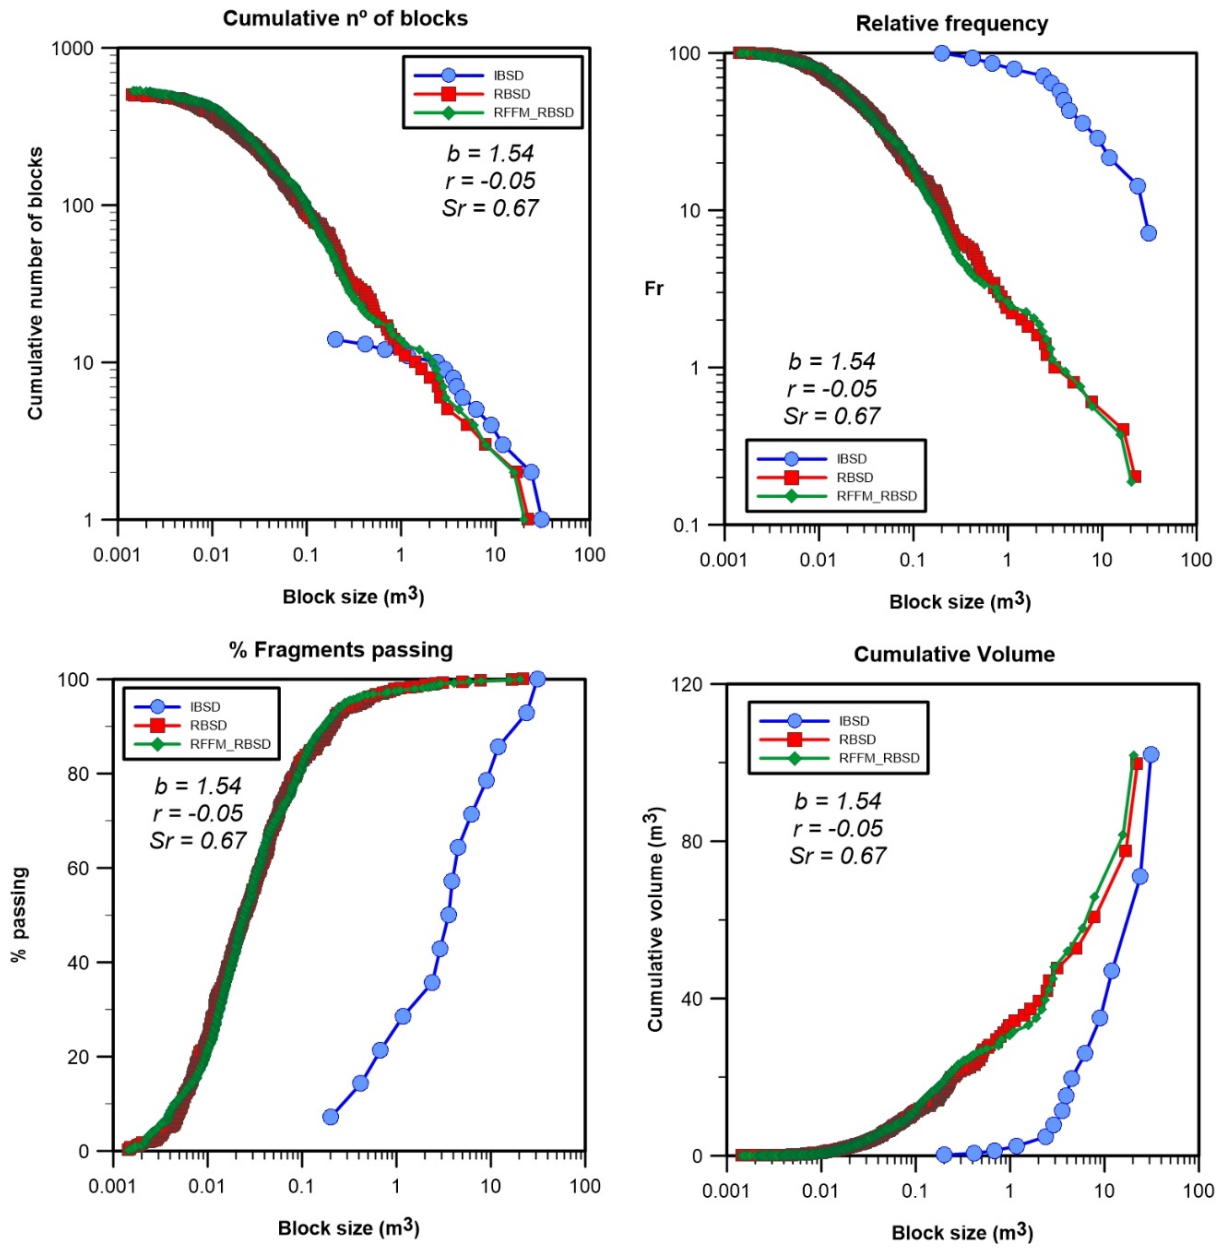 Cumulative nº of blocks
1000
100
10
1
Cumulative number of blocks
IBSD
RBSD
RFFM_RBSD
b = 1.54
r = -0.05
Sr = 0.67
0.001 0.01 0.1 1 10 100
Block size (m³)
Relative frequency
100
10
1
0.1
Fr
b = 1.54
r = -0.05
Sr = 0.67
IBSD
RBSD
RFFM_RBSD
0.001 0.01 0.1 1 10 100
Block size (m³)
% Fragments passing
100
80
60
40
20
0
% passing
IBSD
RBSD
RFFM_RBSD
b = 1.54
r = -0.05
Sr = 0.67
0.001 0.01 0.1 1 10 100
Block size (m³)
Cumulative Volume
120
80
40
0
Cumulative volume (m³)
IBSD
RBSD
RFFM_RBSD
b = 1.54
r = -0.05
Sr = 0.67
0.001 0.01 0.1 1 10 100
Block size (m³)